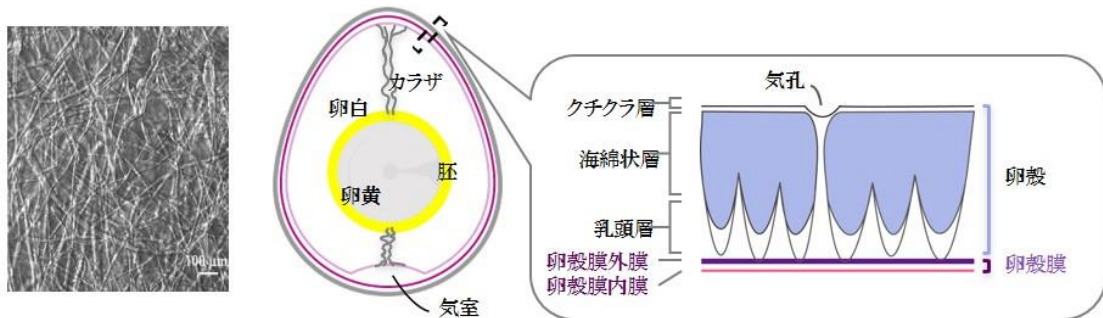 100 μm
カラザ
卵白
胚
卵黄
気室
気孔
クチクラ層
海綿状層
乳頭層
卵殻膜外膜
卵殻膜内膜
卵殻
卵殻膜